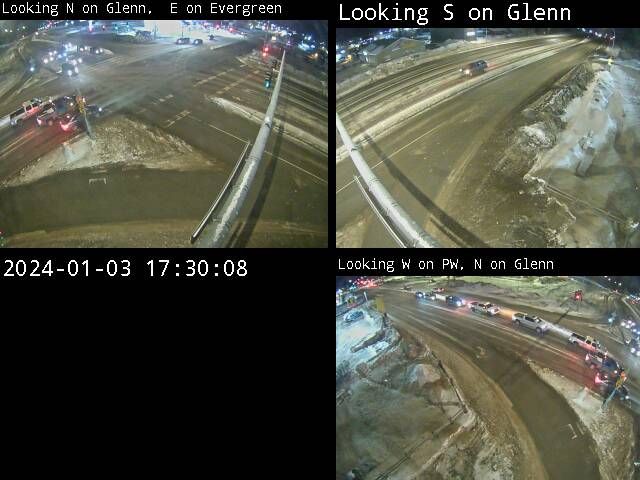 Looking N on Glenn, E on Evergreen
Looking S on Glenn
2024-01-03 17:30:08
Looking W on PW, N on Glenn